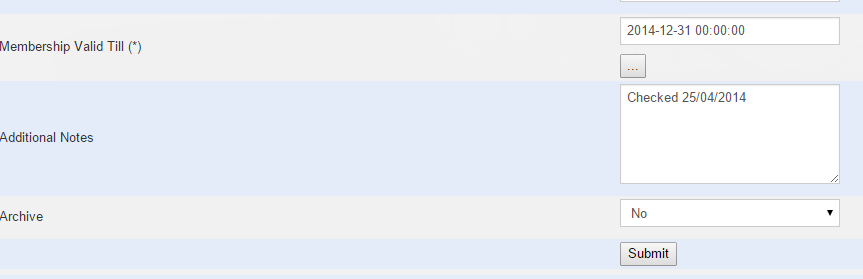 Membership Valid Till (*)
2014-12-31 00:00:00
...
Additional Notes
Checked 25/04/2014
Archive
No
Submit